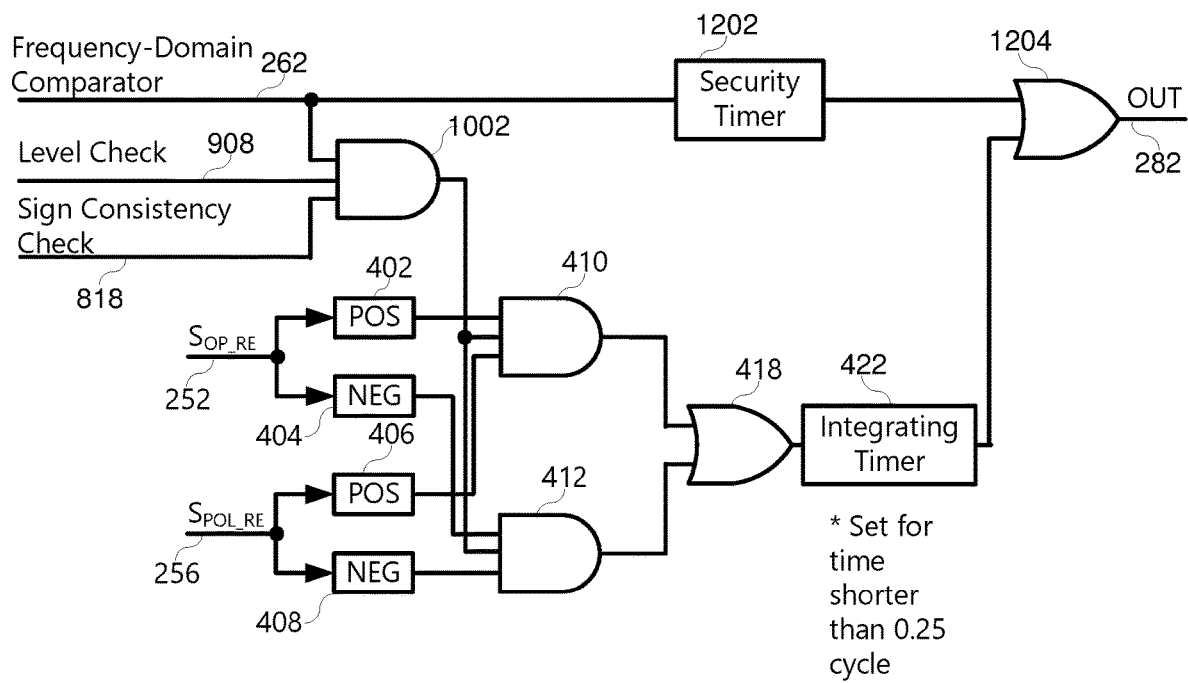 Frequency-Domain
Comparator
262
1202
Security
Timer
1204
OUT
282
Level Check
908
1002
Sign Consistency
Check
818
402
POS
410
S_OP_RE
252
NEG
404
406
418
422
Integrating
Timer
POS
412
S_POL_RE
256
NEG
408
* Set for
time
shorter
than 0.25
cycle